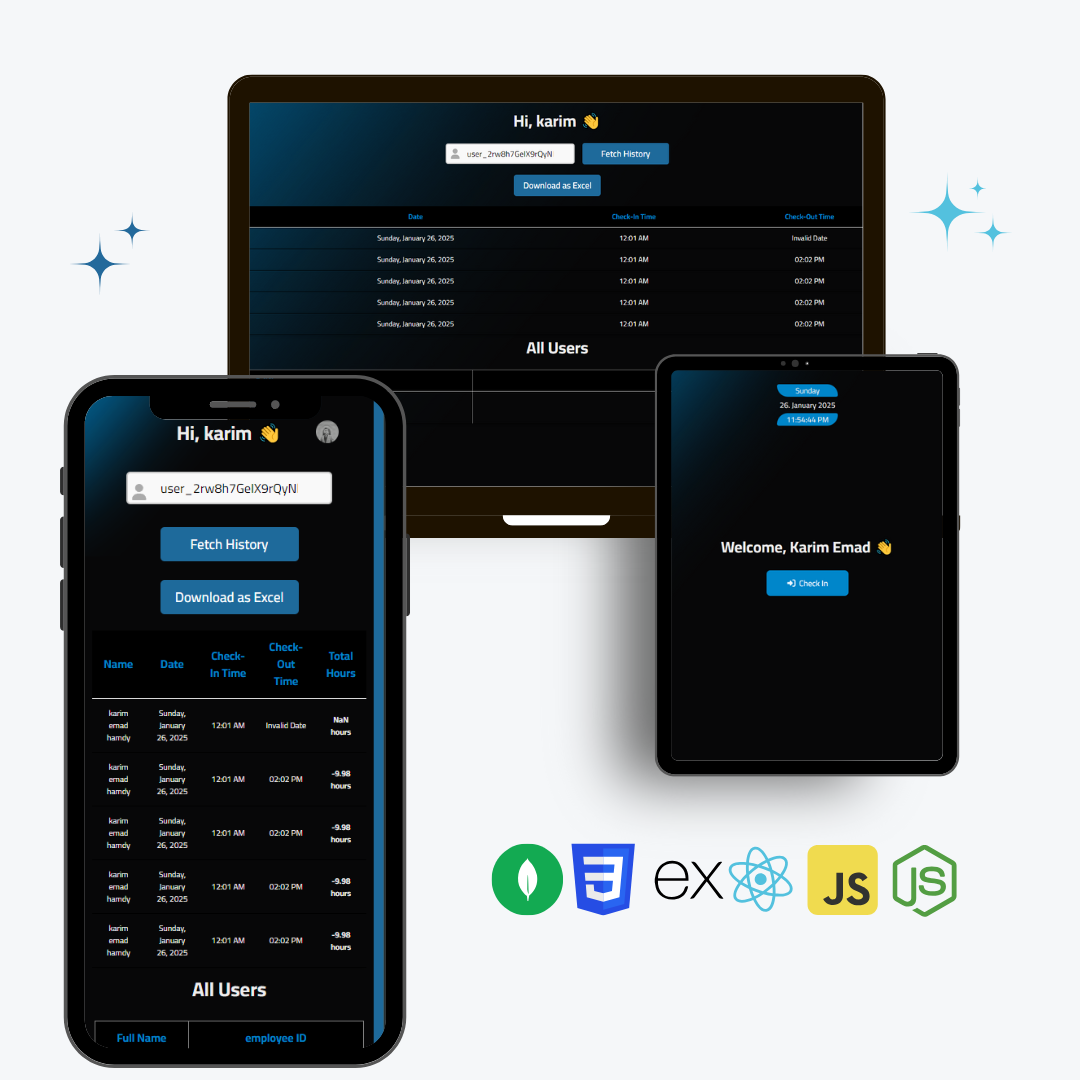 Hi, karim 👋
user_2rw8h7GelX9rQyN
Fetch History
Download as Excel
Date Check-In Time Check-Out Time
Sunday, January 26, 2025 12:01 AM Invalid Date
Sunday, January 26, 2025 12:01 AM 02:02 PM
Sunday, January 26, 2025 12:01 AM 02:02 PM
Sunday, January 26, 2025 12:01 AM 02:02 PM
Sunday, January 26, 2025 12:01 AM 02:02 PM
All Users
Sunday
26. January 2025
11:54:44 PM
Welcome, Karim Emad 👋
Check In
Hi, karim 👋
user_2rw8h7GelX9rQyN
Fetch History
Download as Excel
Name Date Check-In Time Check-Out Time Total Hours
karim emad hamdy Sunday, January 26, 2025 12:01 AM Invalid Date NaN hours
karim emad hamdy Sunday, January 26, 2025 12:01 AM 02:02 PM -9.98 hours
karim emad hamdy Sunday, January 26, 2025 12:01 AM 02:02 PM -9.98 hours
karim emad hamdy Sunday, January 26, 2025 12:01 AM 02:02 PM -9.98 hours
karim emad hamdy Sunday, January 26, 2025 12:01 AM 02:02 PM -9.98 hours
All Users
Full Name employee ID
3 ex JS JS